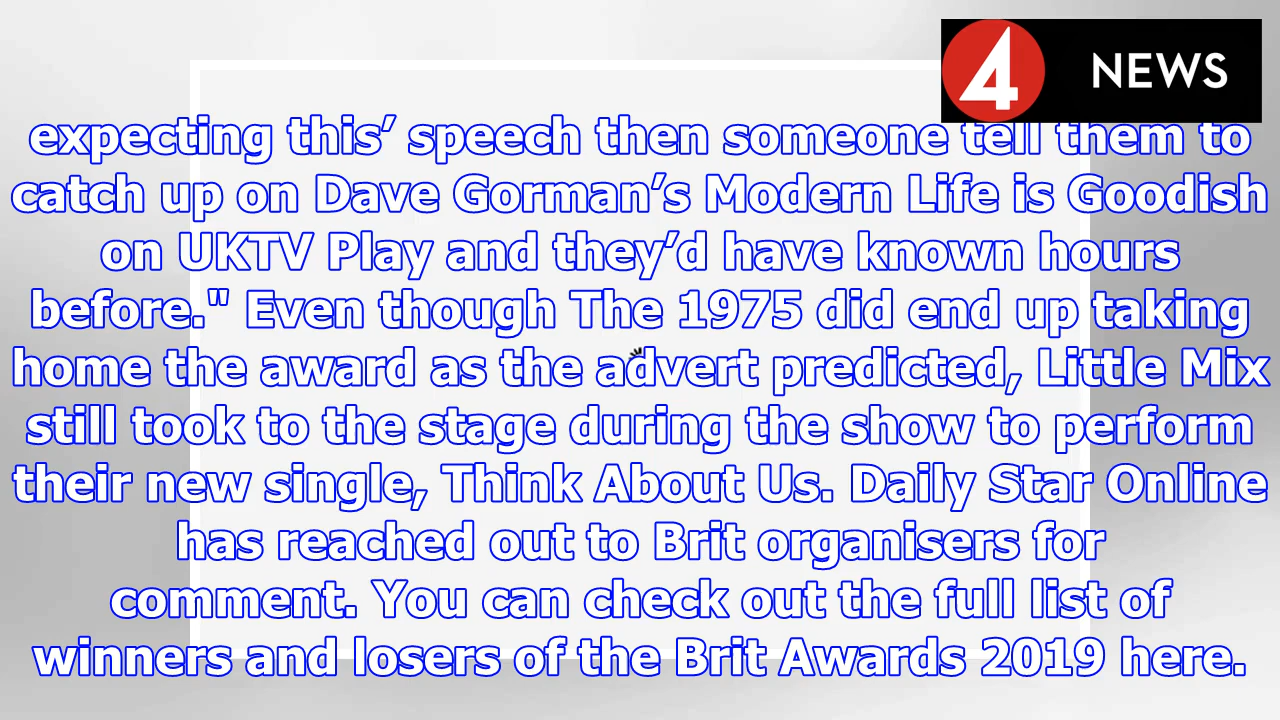 4 NEWS
expecting this’ speech then someone tell them to
catch up on Dave Gorman’s Modern Life is Goodish
on UKTV Play and they’d have known hours
before." Even though The 1975 did end up taking
home the award as the advert predicted, Little Mix
still took to the stage during the show to perform
their new single, Think About Us. Daily Star Online
has reached out to Brit organisers for
comment. You can check out the full list of
winners and losers of the Brit Awards 2019 here.